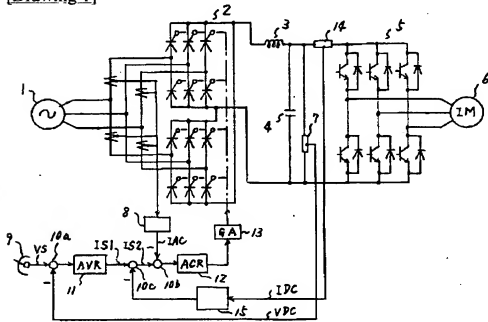 [Drawing 1]
2
3
14
5
1
4
7
6
IM
8
GA
13
IAC
9
VS
10a
IS1
IS2
10b
AVR
10c
ACR
11
12
IDC
15
VDC